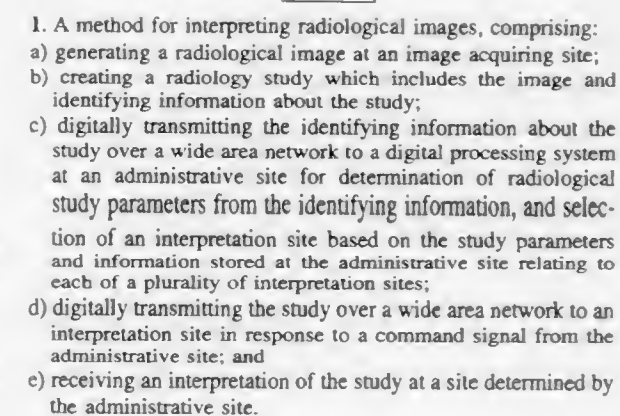 1. A method for interpreting radiological images, comprising:
a) generating a radiological image at an image acquiring site;
b) creating a radiology study which includes the image and
identifying information about the study;
c) digitally transmitting the identifying information about the
study over a wide area network to a digital processing system
at an administrative site for determination of radiological
study parameters from the identifying information, and selec-
tion of an interpretation site based on the study parameters
and information stored at the administrative site relating to
each of a plurality of interpretation sites;
d) digitally transmitting the study over a wide area network to an
interpretation site in response to a command signal from the
administrative site; and
e) receiving an interpretation of the study at a site determined by
the administrative site.